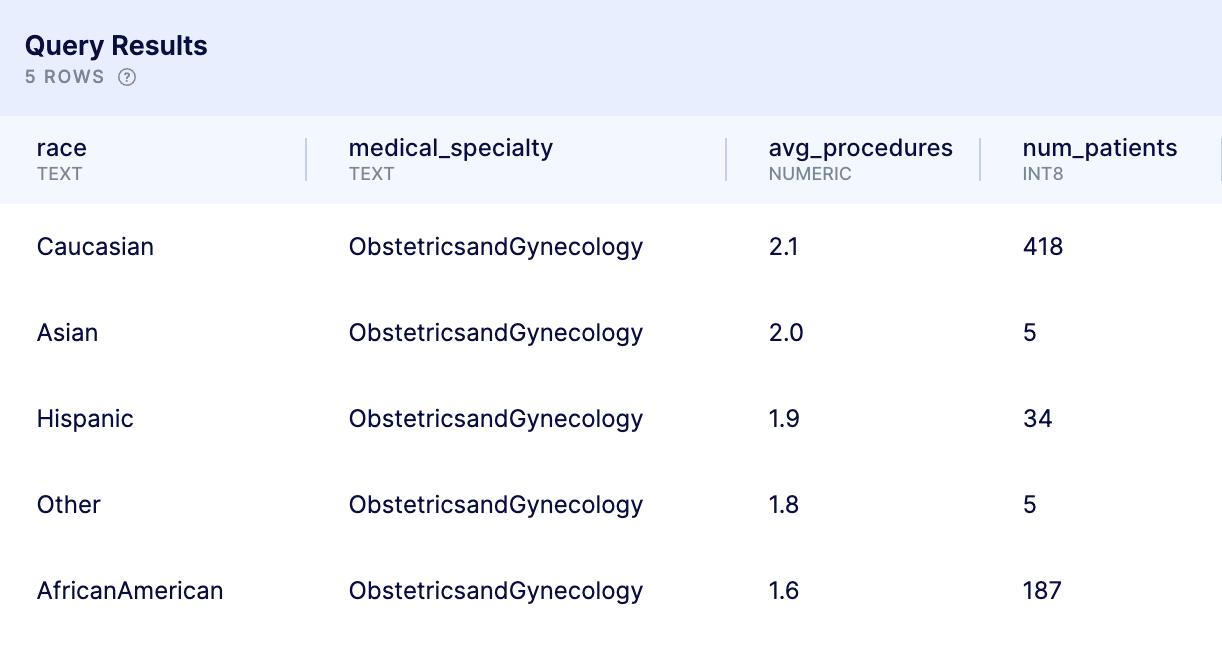 Query Results
5 ROWS ?
race medical_specialty avg_procedures num_patients
TEXT TEXT NUMERIC INT8
Caucasian ObstetricsandGynecology 2.1 418
Asian ObstetricsandGynecology 2.0 5
Hispanic ObstetricsandGynecology 1.9 34
Other ObstetricsandGynecology 1.8 5
AfricanAmerican ObstetricsandGynecology 1.6 187